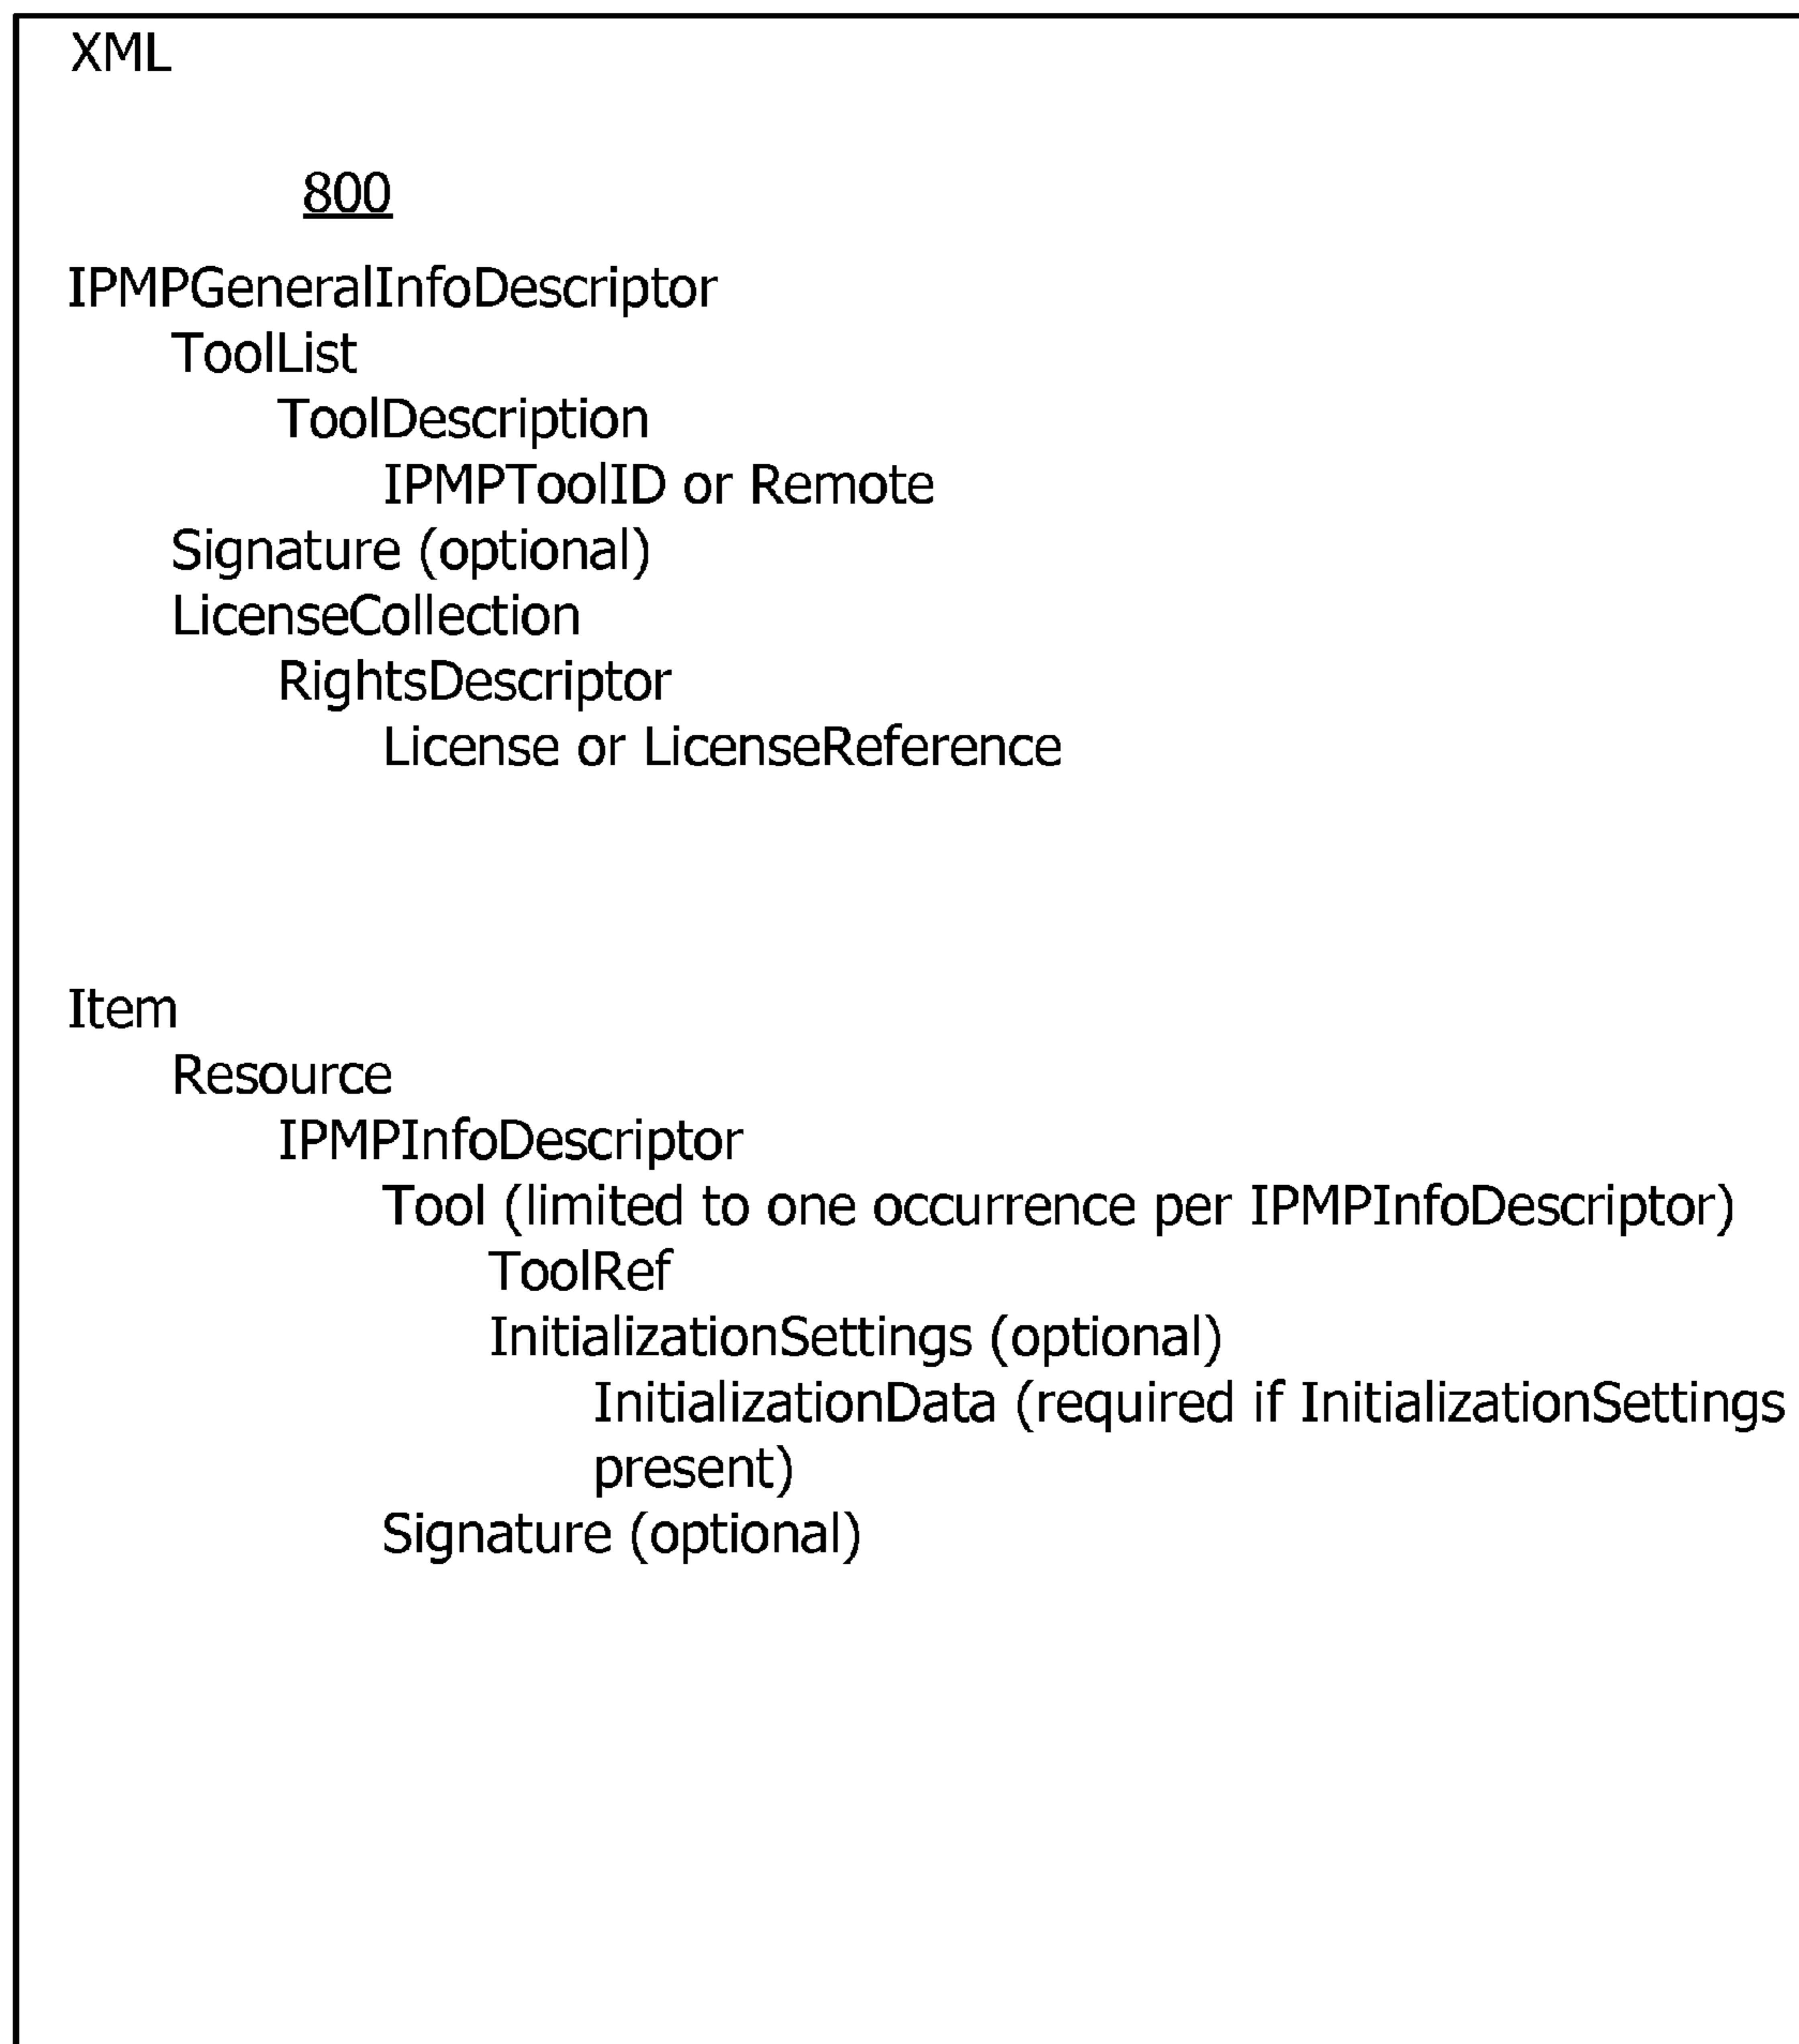 XML
800
IPMPGeneralInfoDescriptor
ToolList
ToolDescription
IPMPToolID or Remote
Signature (optional)
LicenseCollection
RightsDescriptor
License or LicenseReference
Item
Resource
IPMPInfoDescriptor
Tool (limited to one occurrence per IPMPInfoDescriptor)
ToolRef
InitializationSettings (optional)
InitializationData (required if InitializationSettings
present)
Signature (optional)